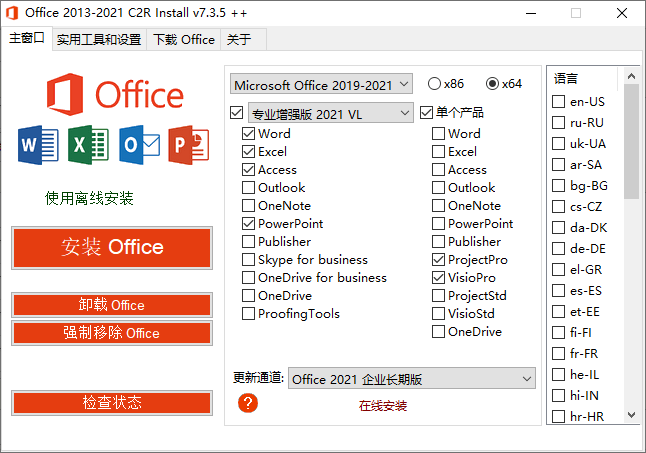 Office 2013-2021 C2R Install v7.3.5 ++
主窗口 实用工具和设置 下载 Office 关于
Office
W X O P
使用离线安装
安装 Office
卸载 Office
强制移除 Office
检查状态
Microsoft Office 2019-2021 x86 x64
专业增强版 2021 VL 单个产品
Word
Excel
Access
Outlook
OneNote
PowerPoint
Publisher
Skype for business
OneDrive for business
OneDrive
ProofingTools
Word
Excel
Access
Outlook
OneNote
PowerPoint
Publisher
ProjectPro
VisioPro
ProjectStd
VisioStd
OneDrive
更新通道: Office 2021 企业长期版
? 在线安装
语言
en-US
ru-RU
uk-UA
ar-SA
bg-BG
cs-CZ
da-DK
de-DE
el-GR
es-ES
et-EE
fi-FI
fr-FR
he-IL
hi-IN
hr-HR